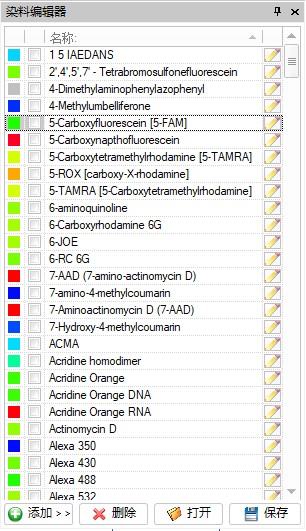 染料编辑器
名称:
1 5 IAEDANS
2',4',5',7' - Tetrabromosulfonefluorescein
4-Dimethylaminophenylazophenyl
4-Methylumbelliferone
5-Carboxyfluorescein [5-FAM]
5-Carboxynapthofluorescein
5-Carboxytetramethylrhodamine [5-TAMRA]
5-ROX [carboxy-X-rhodamine]
5-TAMRA [5-Carboxytetramethylrhodamine]
6-aminoquinoline
6-Carboxyrhodamine 6G
6-JOE
6-RC 6G
7-AAD (7-amino-actinomycin D)
7-amino-4-methylcoumarin
7-Aminoactinomycin D (7-AAD)
7-Hydroxy-4-methylcoumarin
ACMA
Acridine homodimer
Acridine Orange
Acridine Orange DNA
Acridine Orange RNA
Actinomycin D
Alexa 350
Alexa 430
Alexa 488
Alexa 532
添加 > > 删除 打开 保存